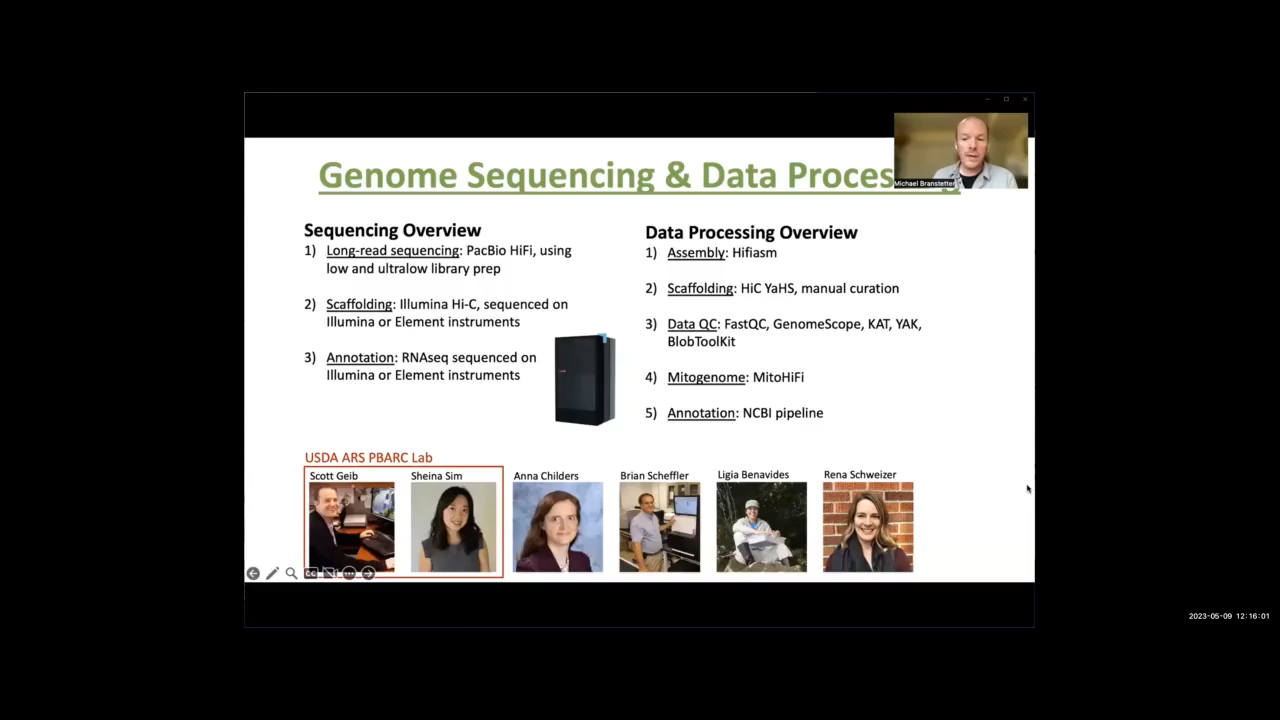 Genome Sequencing & Data Proces
Michael Branstetter
Sequencing Overview
1) Long-read sequencing: PacBio HiFi, using
low and ultralow library prep
2) Scaffolding: Illumina Hi-C, sequenced on
Illumina or Element instruments
3) Annotation: RNAseq sequenced on
Illumina or Element instruments
Data Processing Overview
1) Assembly: Hifiasm
2) Scaffolding: HiC YaHS, manual curation
3) Data QC: FastQC, GenomeScope, KAT, YAK,
BlobToolKit
4) Mitogenome: MitoHiFi
5) Annotation: NCBI pipeline
USDA ARS PBARC Lab
Scott Geib
Sheina Sim
Anna Childers
Brian Scheffler
Ligia Benavides
Rena Schweizer
CC
2023-05-09 12:16:01